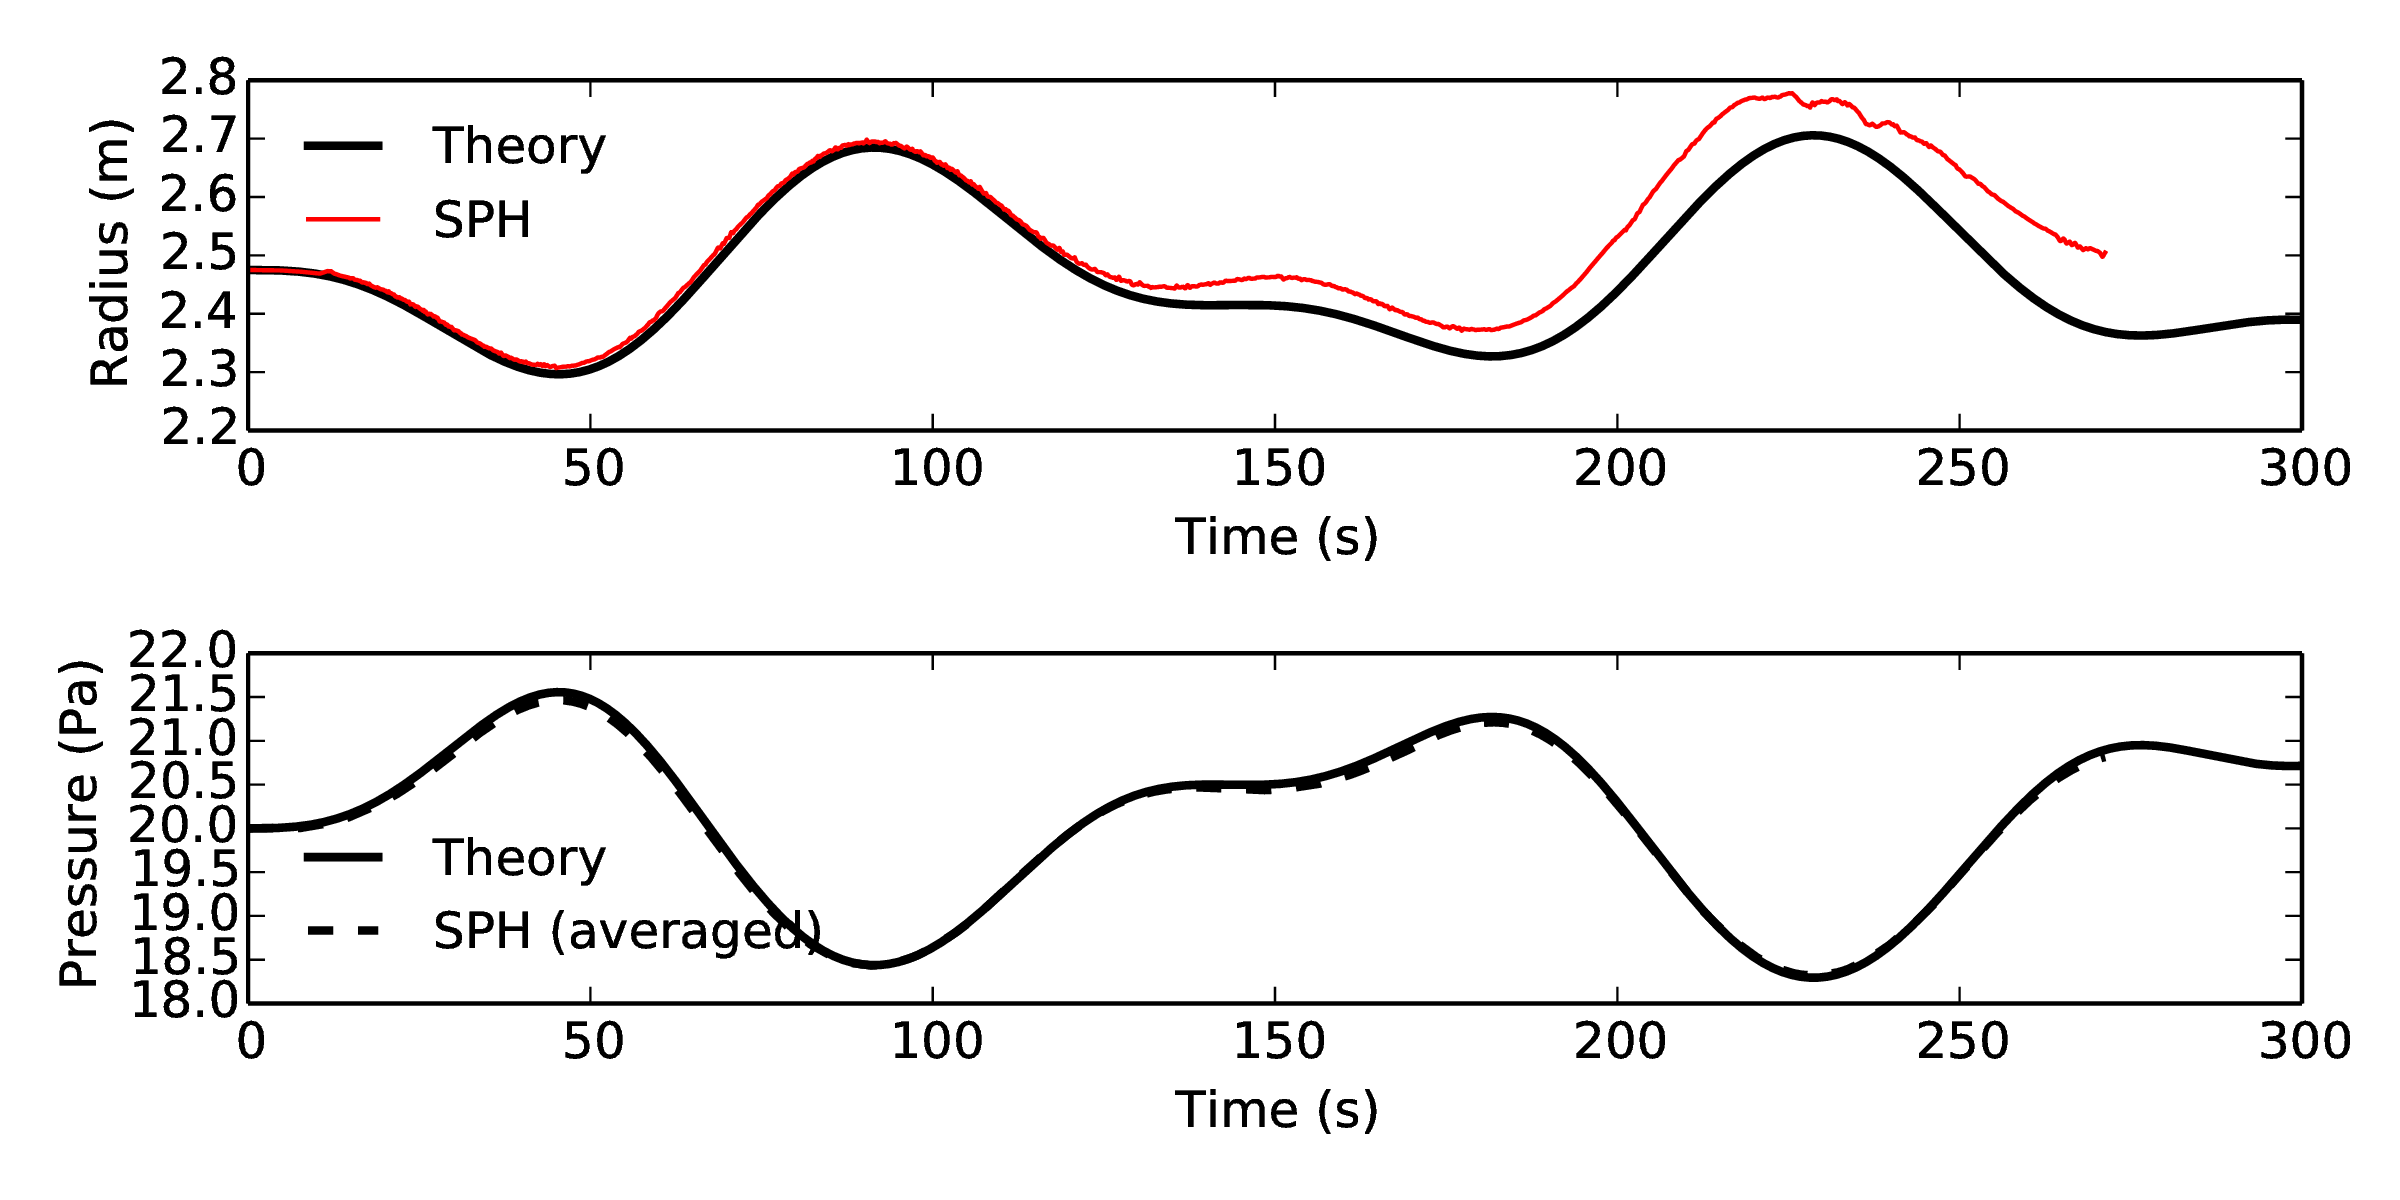 2.8
2.7
2.6
2.5
2.4
2.3
2.2
Radius (m)
Theory
SPH
0 50 100 150 200 250 300
Time (s)
22.0
21.5
21.0
20.5
20.0
19.5
19.0
18.5
18.0
Pressure (Pa)
Theory
SPH (averaged)
0 50 100 150 200 250 300
Time (s)